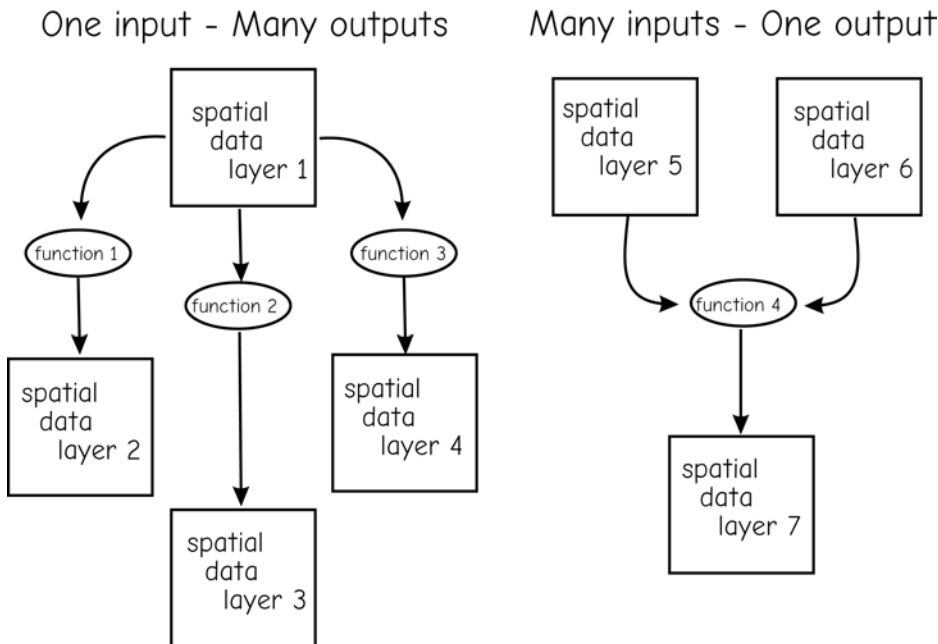 One input - Many outputs
spatial
data
layer 1
function 1
function 2
function 3
spatial
data
layer 2
spatial
data
layer 3
spatial
data
layer 4
Many inputs - One output
spatial
data
layer 5
spatial
data
layer 6
function 4
spatial
data
layer 7